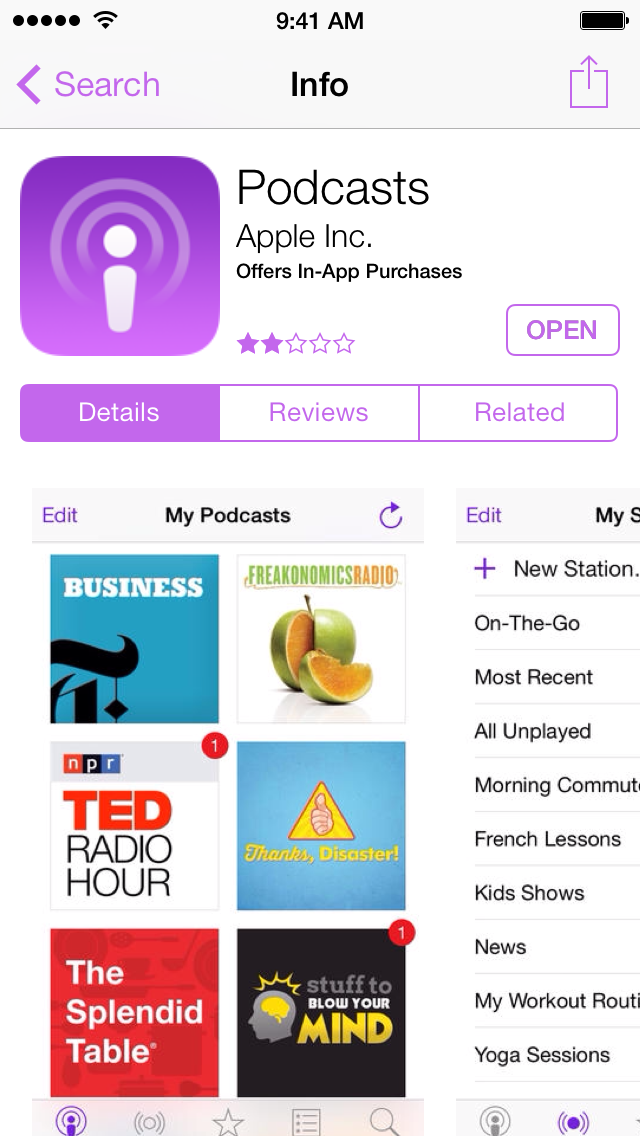 9:41 AM
Search
Info
Podcasts
Apple Inc.
Offers In-App Purchases
OPEN
Details
Reviews
Related
Edit
My Podcasts
BUSINESS
FREAKONOMICSRADIO
1
npr
TED
RADIO
HOUR
Thanks, Disaster!
The
Splendid
Table®
1
stuff to
BLOW YOUR
MIND
Edit
My S
New Station.
On-The-Go
Most Recent
All Unplayed
Morning Commut
French Lessons
Kids Shows
News
My Workout Routi
Yoga Sessions